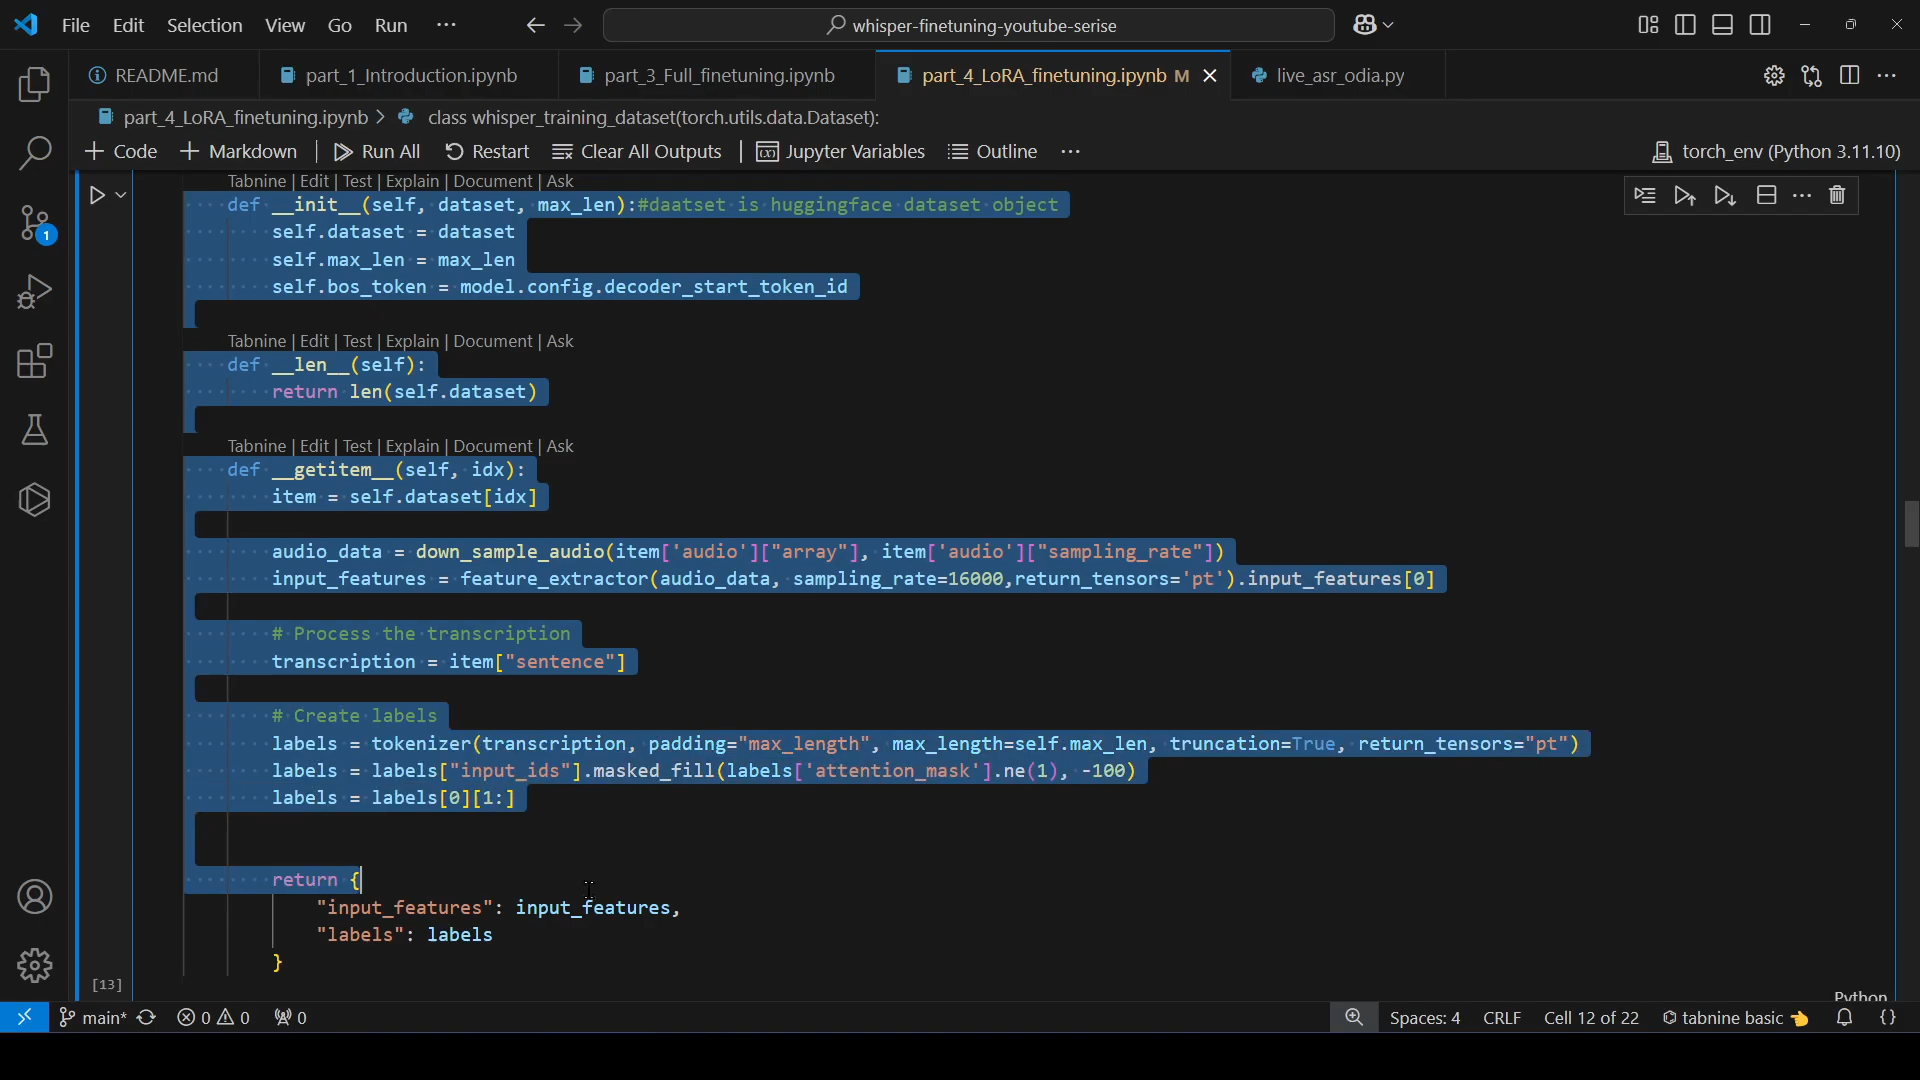 File Edit Selection View Go Run ··· whisper-finetuning-youtube-serise
README.md part_1_Introduction.ipynb part_3_Full_finetuning.ipynb part_4_LoRA_finetuning.ipynb M live_asr_odia.py
part_4_LoRA_finetuning.ipynb > class whisper_training_dataset(torch.utils.data.Dataset):
+ Code + Markdown Run All Restart Clear All Outputs Jupyter Variables Outline ··· torch_env (Python 3.11.10)
Tabnine | Edit | Test | Explain | Document | Ask
def __init__(self, dataset, max_len):#daatset is huggingface dataset object
self.dataset = dataset
self.max_len = max_len
self.bos_token = model.config.decoder_start_token_id
Tabnine | Edit | Test | Explain | Document | Ask
def __len__(self):
return len(self.dataset)
Tabnine | Edit | Test | Explain | Document | Ask
def __getitem__(self, idx):
item = self.dataset[idx]
audio_data = down_sample_audio(item['audio']["array"], item['audio']["sampling_rate"])
input_features = feature_extractor(audio_data, sampling_rate=16000,return_tensors='pt').input_features[0]
# Process the transcription
transcription = item["sentence"]
# Create labels
labels = tokenizer(transcription, padding="max_length", max_length=self.max_len, truncation=True, return_tensors="pt")
labels = labels["input_ids"].masked_fill(labels['attention_mask'].ne(1), -100)
labels = labels[0][1:]
return {
"input_features": input_features,
"labels": labels
}
[13]
Python
main* 0 0 0 Spaces: 4 CRLF Cell 12 of 22 tabnine basic {}
1